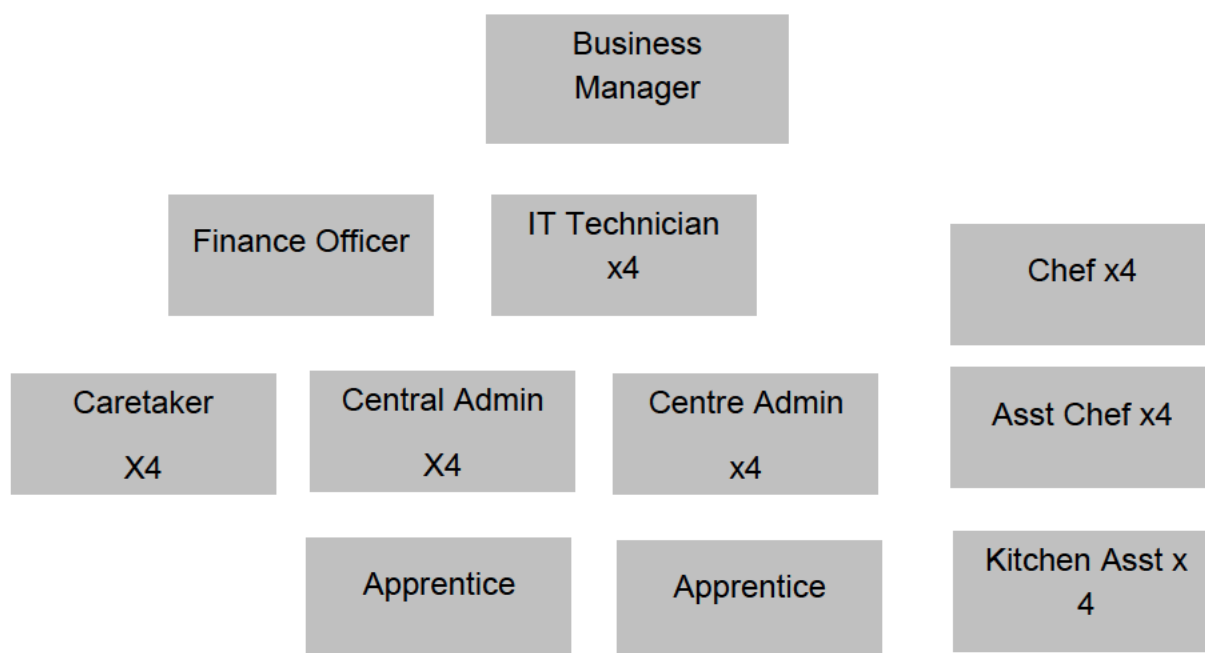 Business
Manager
Finance Officer
IT Technician
x4
Chef x4
Caretaker
X4
Central Admin
X4
Centre Admin
x4
Asst Chef x4
Apprentice
Apprentice
Kitchen Asst x
4